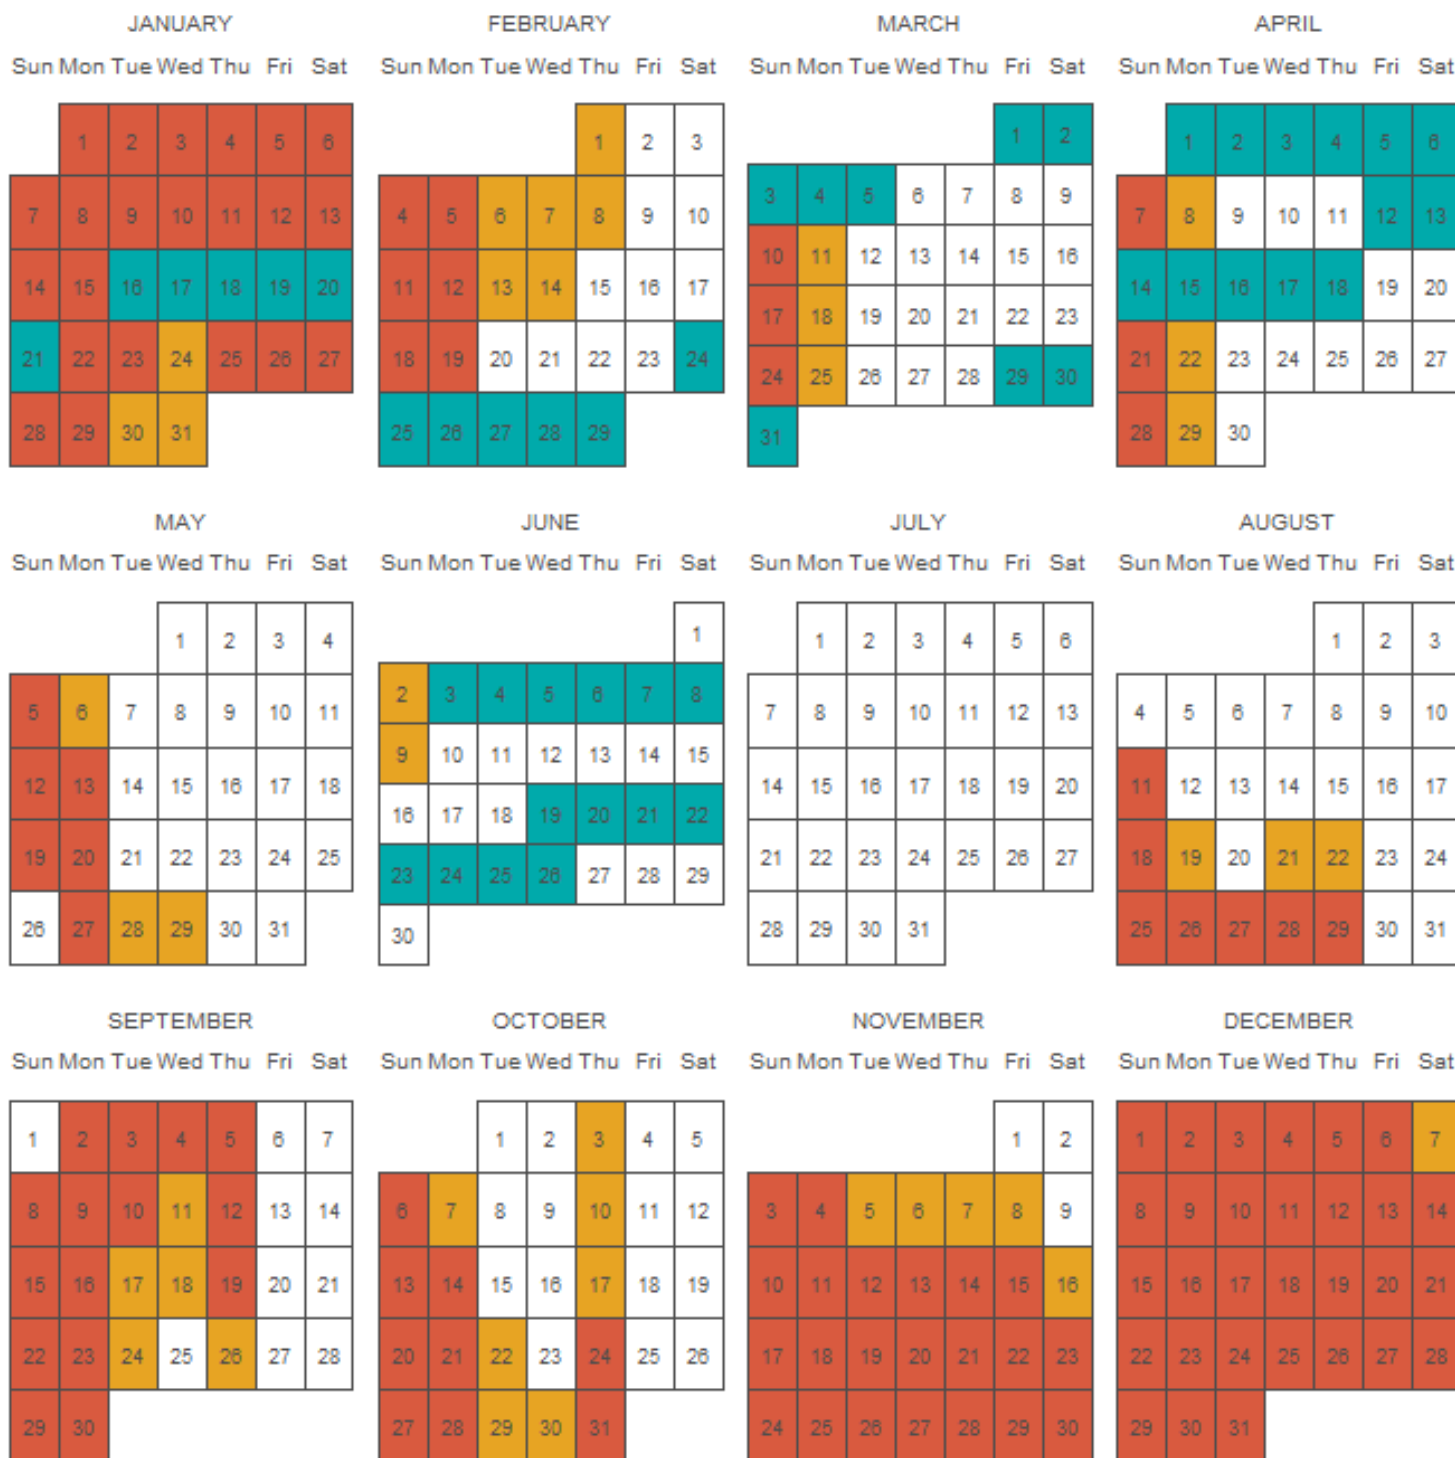 JANUARY FEBRUARY MARCH APRIL
Sun Mon Tue Wed Thu Fri Sat Sun Mon Tue Wed Thu Fri Sat Sun Mon Tue Wed Thu Fri Sat Sun Mon Tue Wed Thu Fri Sat
1 2 3 4 5 6 1 2 3 1 2 1 2 3 4 5 6
7 8 9 10 11 12 13 4 5 6 7 8 9 10 3 4 5 6 7 8 9 7 8 9 10 11 12 13
14 15 16 17 18 19 20 11 12 13 14 15 16 17 10 11 12 13 14 15 16 14 15 16 17 18 19 20
21 22 23 24 25 26 27 18 19 20 21 22 23 24 17 18 19 20 21 22 23 21 22 23 24 25 26 27
28 29 30 31 25 26 27 28 29 24 25 26 27 28 29 30 28 29 30
31
MAY JUNE JULY AUGUST
Sun Mon Tue Wed Thu Fri Sat Sun Mon Tue Wed Thu Fri Sat Sun Mon Tue Wed Thu Fri Sat Sun Mon Tue Wed Thu Fri Sat
1 2 3 4 1 1 2 3 4 5 6 1 2 3
5 6 7 8 9 10 11 2 3 4 5 6 7 8 7 8 9 10 11 12 13 4 5 6 7 8 9 10
12 13 14 15 16 17 18 9 10 11 12 13 14 15 14 15 16 17 18 19 20 11 12 13 14 15 16 17
19 20 21 22 23 24 25 16 17 18 19 20 21 22 21 22 23 24 25 26 27 18 19 20 21 22 23 24
26 27 28 29 30 31 23 24 25 26 27 28 29 28 29 30 31 25 26 27 28 29 30 31
30
SEPTEMBER OCTOBER NOVEMBER DECEMBER
Sun Mon Tue Wed Thu Fri Sat Sun Mon Tue Wed Thu Fri Sat Sun Mon Tue Wed Thu Fri Sat Sun Mon Tue Wed Thu Fri Sat
1 2 3 4 5 6 7 1 2 3 4 5 1 2 1 2 3 4 5 6 7
8 9 10 11 12 13 14 6 7 8 9 10 11 12 3 4 5 6 7 8 9 8 9 10 11 12 13 14
15 16 17 18 19 20 21 13 14 15 16 17 18 19 10 11 12 13 14 15 16 15 16 17 18 19 20 21
22 23 24 25 26 27 28 20 21 22 23 24 25 26 17 18 19 20 21 22 23 22 23 24 25 26 27 28
29 30 27 28 29 30 31 24 25 26 27 28 29 30 29 30 31